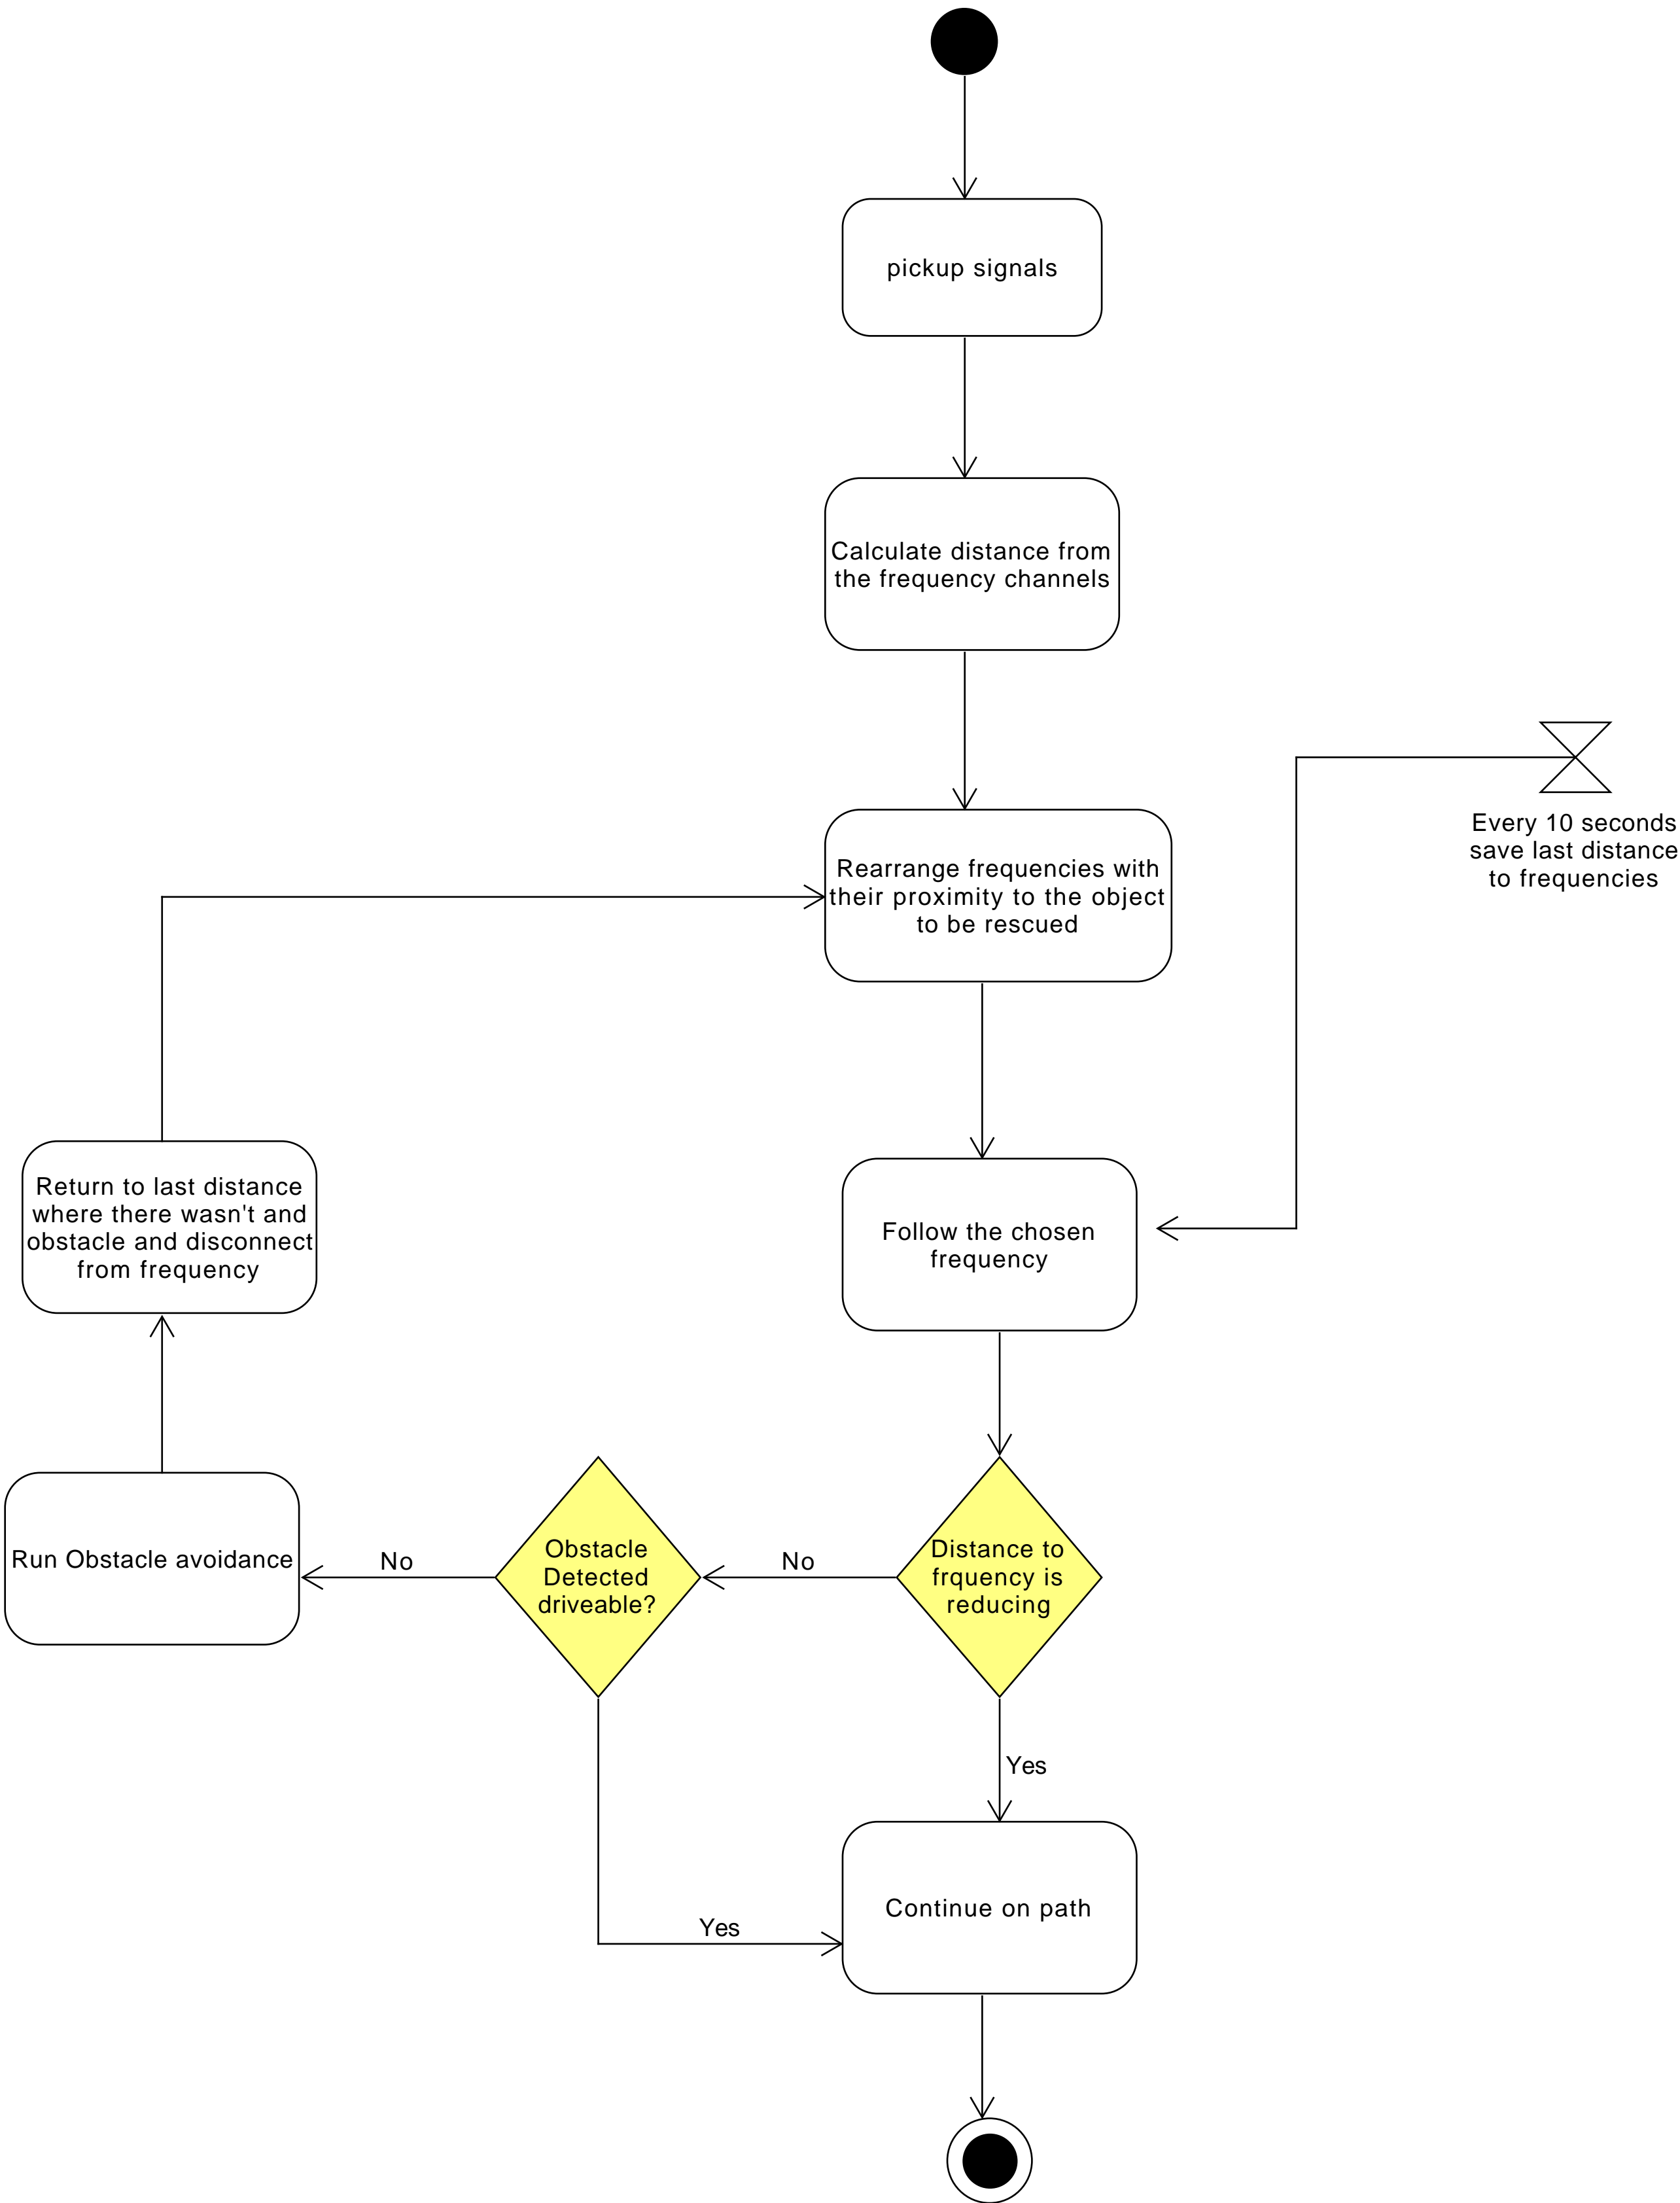 pickup signals
Calculate distance from
the frequency channels
Every 10 seconds
save last distance
to frequencies
Rearrange frequencies with
their proximity to the object
to be rescued
Return to last distance
where there wasn't and
obstacle and disconnect
from frequency
Follow the chosen
frequency
Run Obstacle avoidance
No
Obstacle
Detected
driveable?
No
Distance to
frquency is
reducing
Yes
Continue on path
Yes